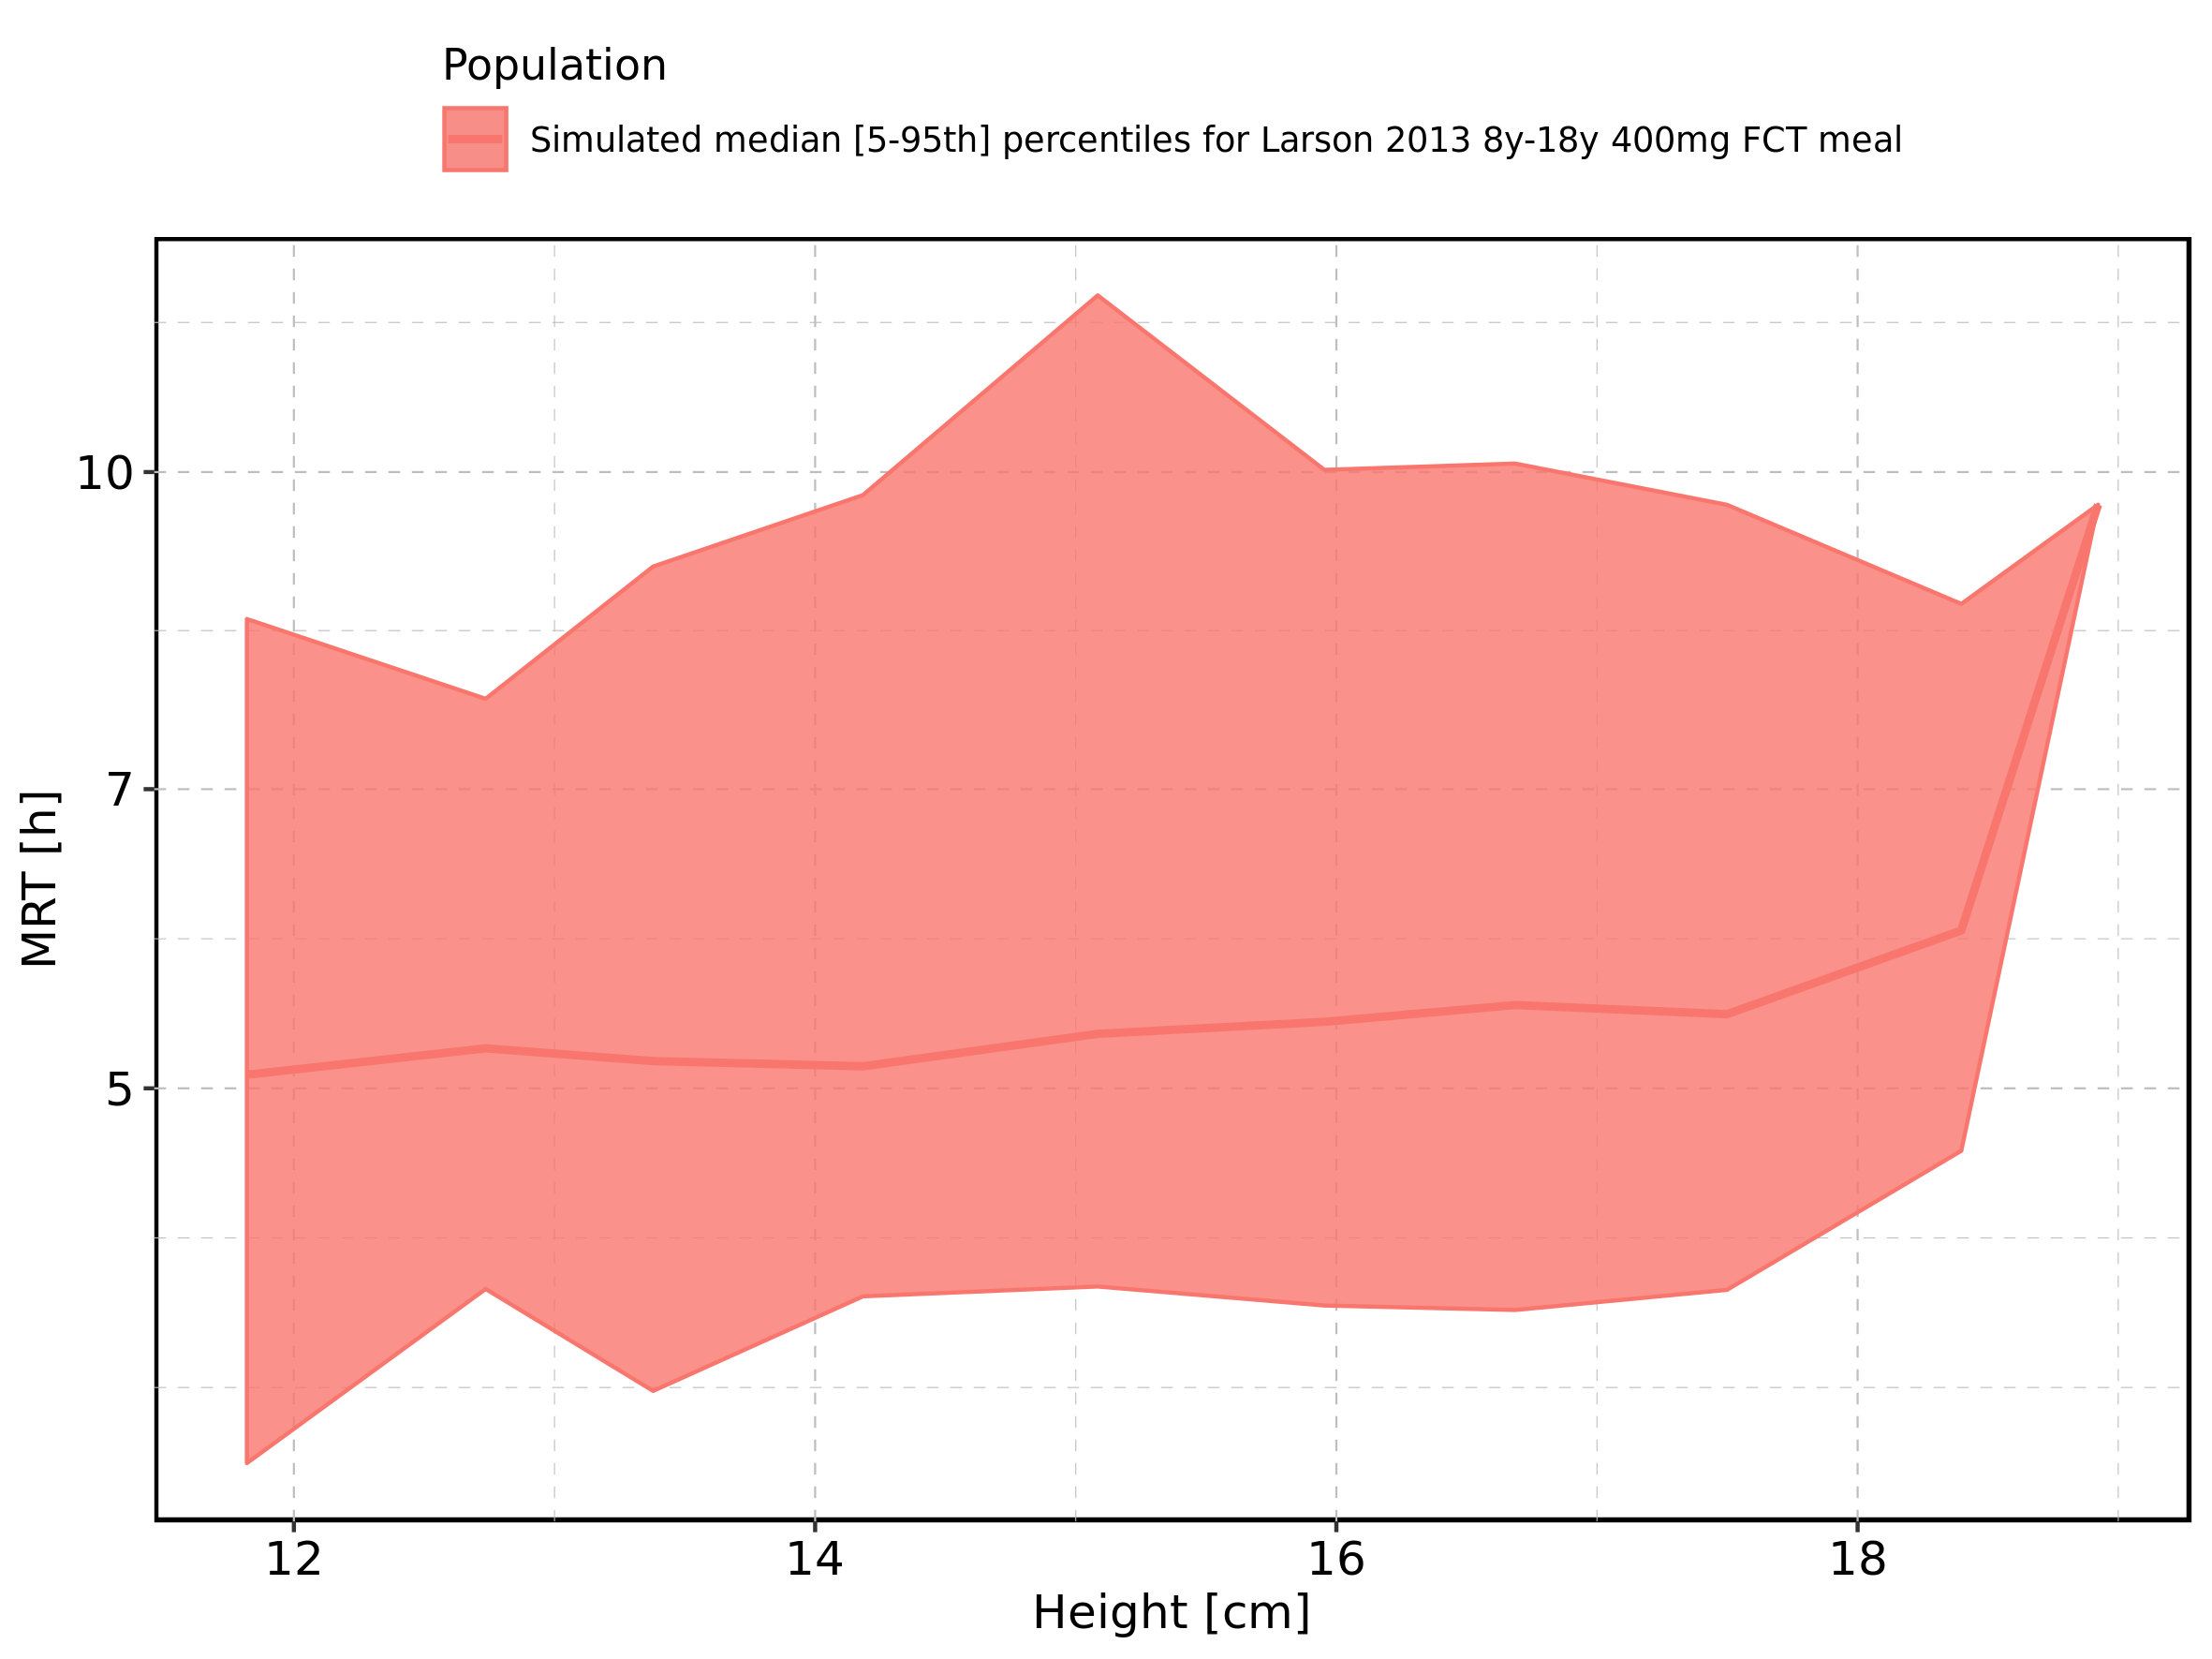 Population
Simulated median [5-95th] percentiles for Larson 2013 8y-18y 400mg FCT meal
10
7
5
MRT [h]
12 14 16 18
Height [cm]